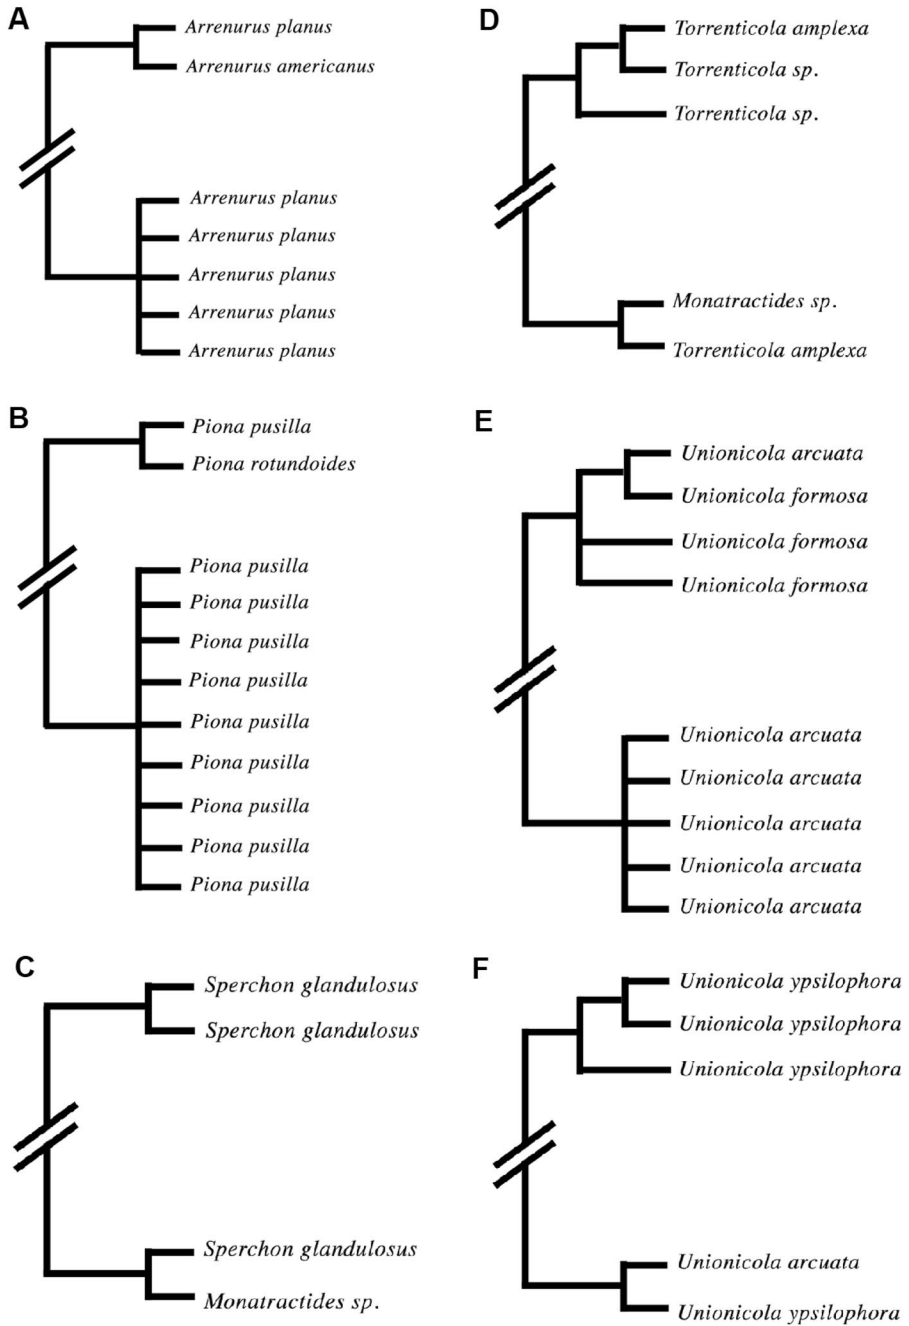 A
Arrenurus planus
Arrenurus americanus
Arrenurus planus
Arrenurus planus
Arrenurus planus
Arrenurus planus
Arrenurus planus
B
Piona pusilla
Piona rotundoides
Piona pusilla
Piona pusilla
Piona pusilla
Piona pusilla
Piona pusilla
Piona pusilla
Piona pusilla
Piona pusilla
Piona pusilla
C
Sperchon glandulosus
Sperchon glandulosus
Sperchon glandulosus
Monatractides sp.
D
Torrenticola amplexa
Torrenticola sp.
Torrenticola sp.
Monatractides sp.
Torrenticola amplexa
E
Unionicola arcuata
Unionicola formosa
Unionicola formosa
Unionicola formosa
Unionicola arcuata
Unionicola arcuata
Unionicola arcuata
Unionicola arcuata
Unionicola arcuata
F
Unionicola ypsilophora
Unionicola ypsilophora
Unionicola ypsilophora
Unionicola arcuata
Unionicola ypsilophora